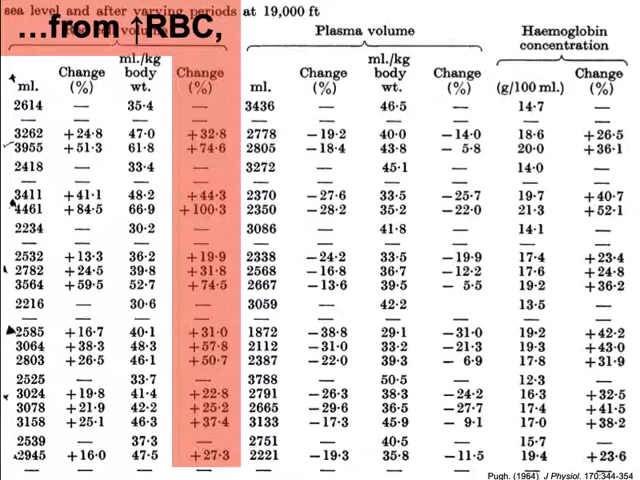 sea level and after varying periods at 19,000 ft
...from ↑RBC,
Plasma volume Haemoglobin concentration
ml. Change (%) ml./kg body wt. Change (%) ml. Change (%) ml./kg body wt. Change (%) (g/100 ml.) Change (%)
2614 — 35·4 — 3436 — 46·5 — 14·7 —
— — — — — — — — — —
3262 +24·8 47·0 +32·8 2778 −19·2 40·0 −14·0 18·6 +26·5
3955 +51·3 61·8 +74·6 2805 −18·4 43·8 − 5·8 20·0 +36·1
2418 — 33·4 — 3272 — 45·1 — 14·0 —
— — — — — — — — — —
3411 +41·1 48·2 +44·3 2370 −27·6 33·5 −25·7 19·7 +40·7
4461 +84·5 66·9 +100·3 2350 −28·2 35·2 −22·0 21·3 +52·1
2234 — 30·2 — 3086 — 41·8 — 14·1 —
— — — — — — — — — —
2532 +13·3 36·2 +19·9 2338 −24·2 33·5 −19·9 17·4 +23·4
2782 +24·5 39·8 +31·8 2568 −16·8 36·7 −12·2 17·6 +24·8
3564 +59·5 52·7 +74·5 2667 −13·6 39·5 − 5·5 19·2 +36·2
2216 — 30·6 — 3059 — 42·2 — 13·5 —
— — — — — — — — — —
2585 +16·7 40·1 +31·0 1872 −38·8 29·1 −31·0 19·2 +42·2
3064 +38·3 48·3 +57·8 2112 −31·0 33·2 −21·3 19·3 +43·0
2803 +26·5 46·1 +50·7 2387 −22·0 39·3 − 6·9 17·8 +31·9
2525 — 33·7 — 3788 — 50·5 — 12·3 —
3024 +19·8 41·4 +22·8 2791 −26·3 38·3 −24·2 16·3 +32·5
3078 +21·9 42·2 +25·2 2665 −29·6 36·5 −27·7 17·4 +41·5
3158 +25·1 46·3 +37·4 3133 −17·3 45·9 − 9·1 17·0 +38·2
2539 — 37·3 — 2751 — 40·5 — 15·7 —
2945 +16·0 47·5 +27·3 2221 −19·3 35·8 −11·5 19·4 +23·6
— — — — — — — — — —
Pugh. (1964). J Physiol. 170:344-354